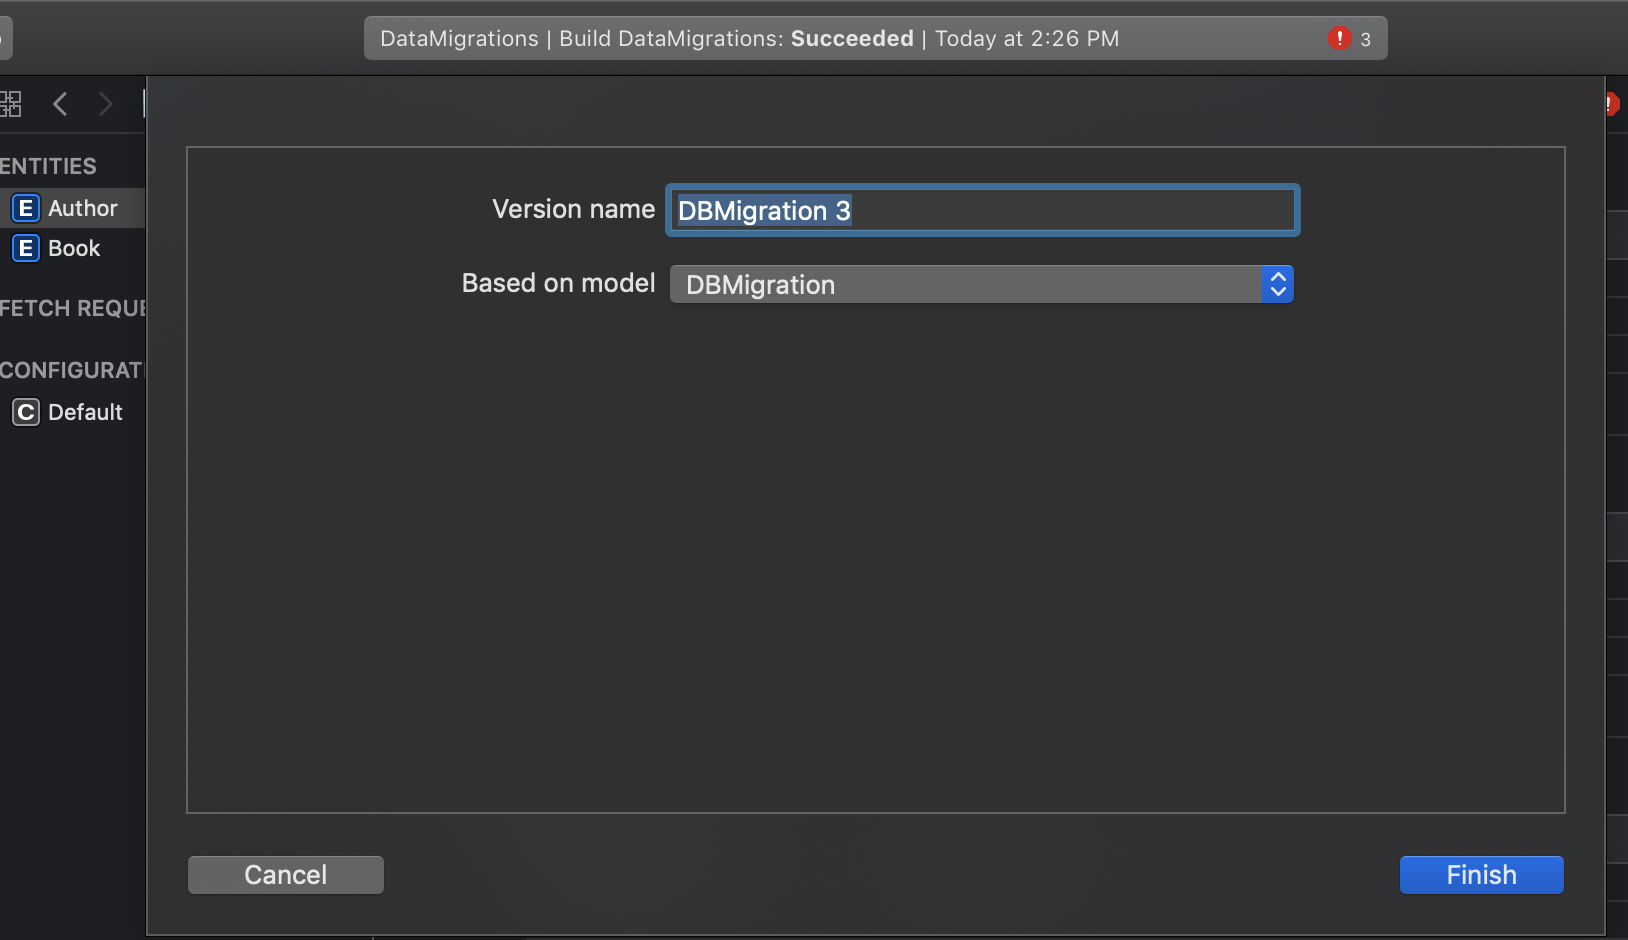 DataMigrations | Build DataMigrations: Succeeded | Today at 2:26 PM
3
ENTITIES
E Author
E Book
FETCH REQUE
CONFIGURAT
C Default
Version name DBMigration 3
Based on model DBMigration
Cancel
Finish